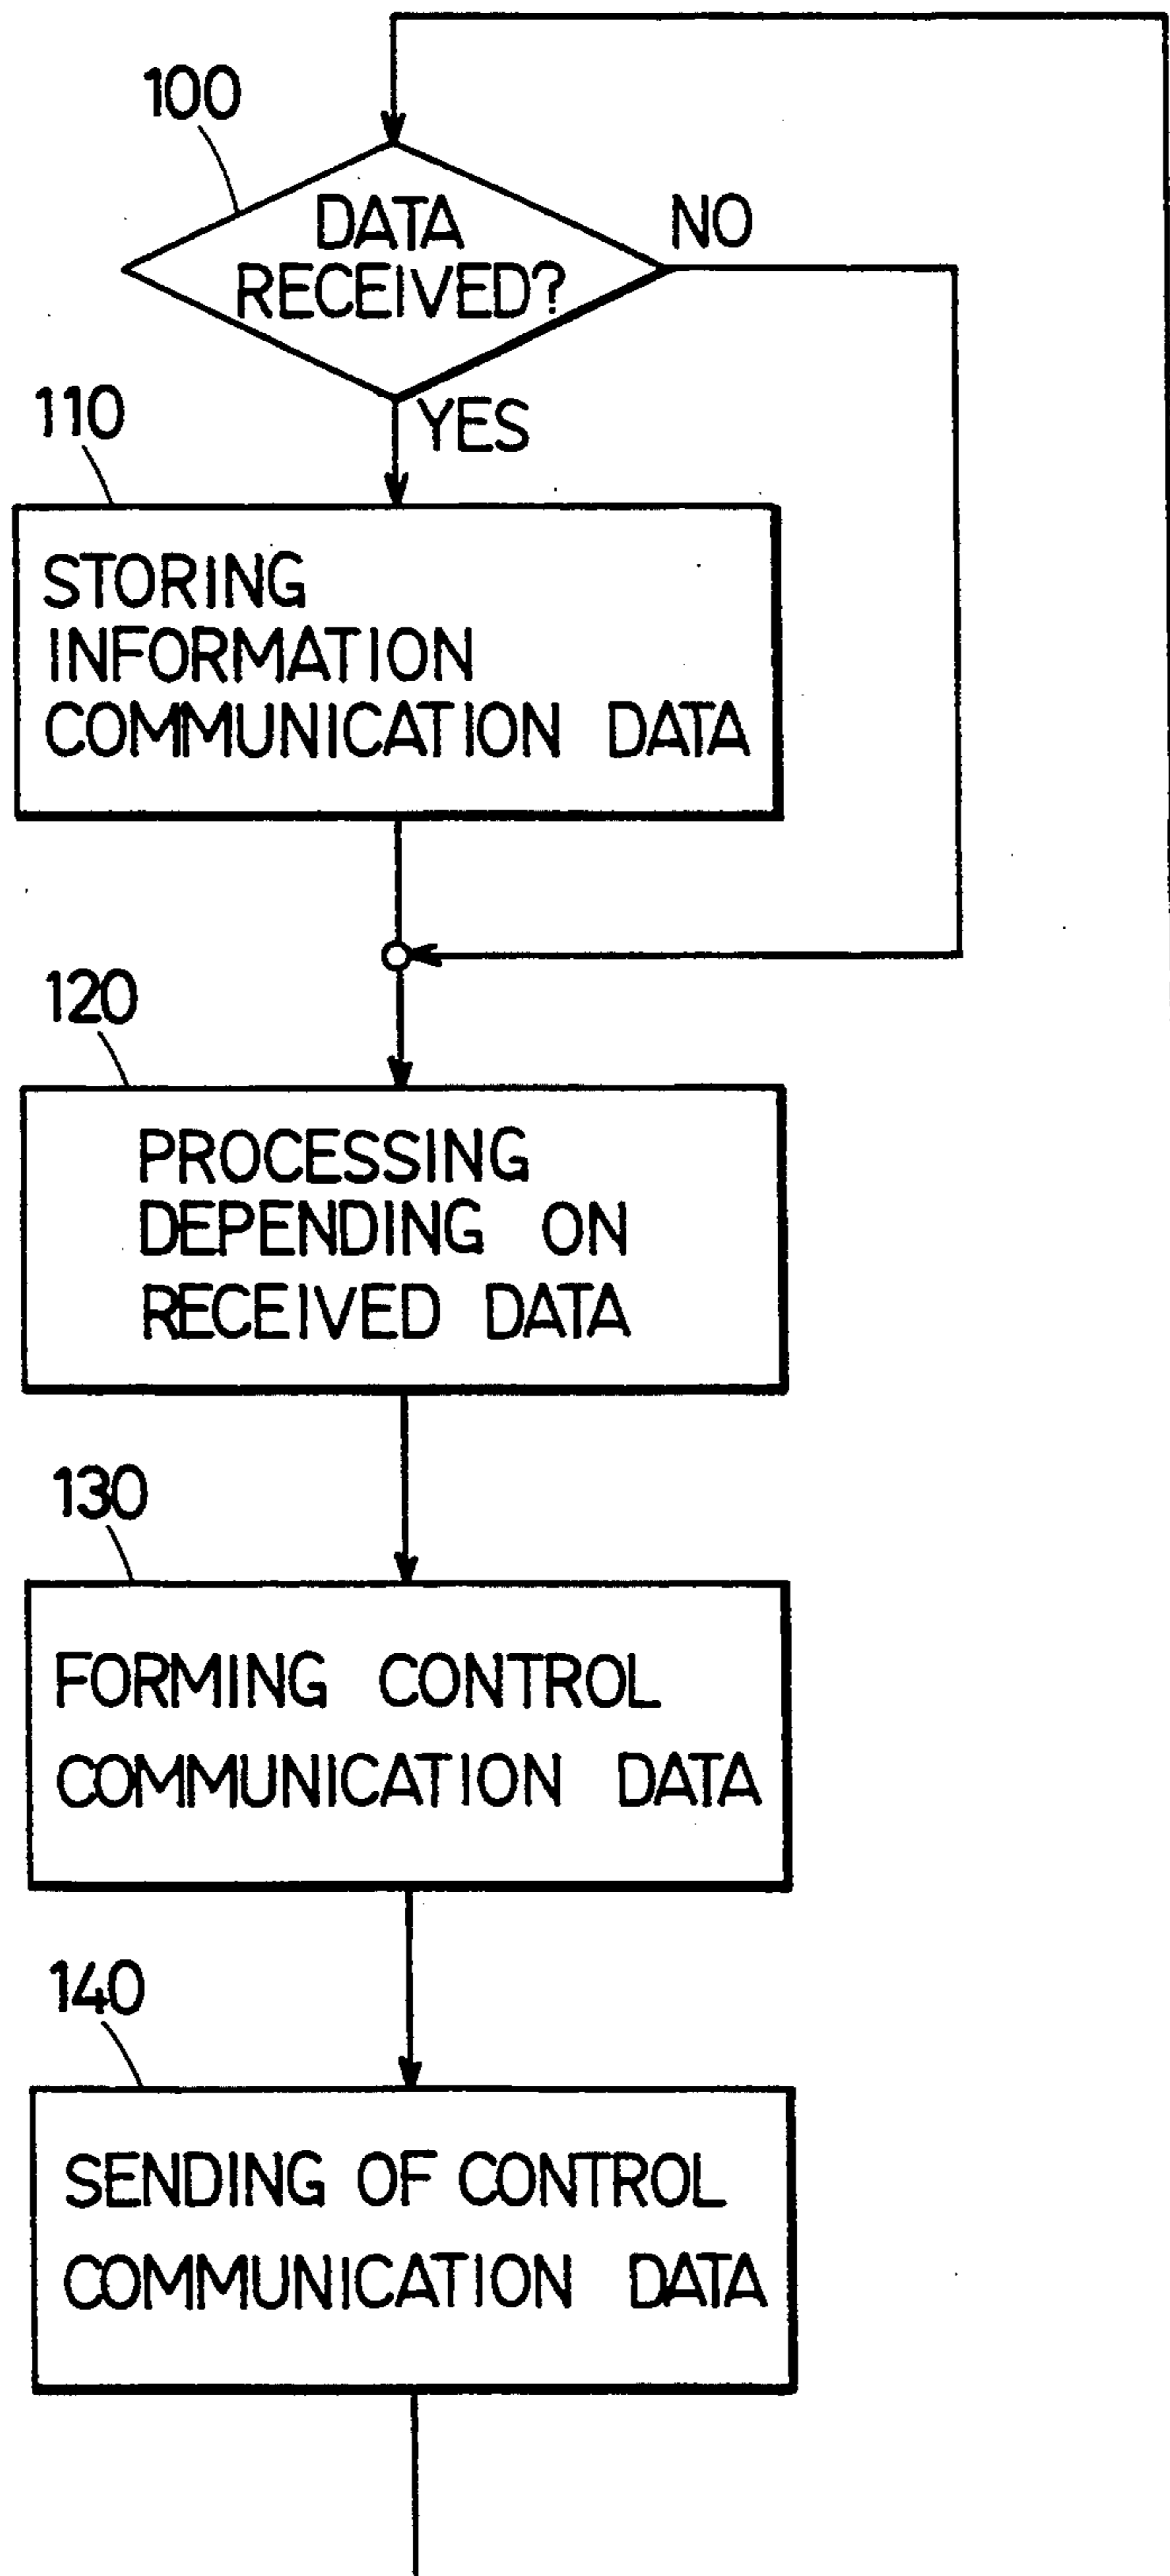 100
DATA
RECEIVED?
NO
YES
110
STORING
INFORMATION
COMMUNICATION DATA
120
PROCESSING
DEPENDING ON
RECEIVED DATA
130
FORMING CONTROL
COMMUNICATION DATA
140
SENDING OF CONTROL
COMMUNICATION DATA